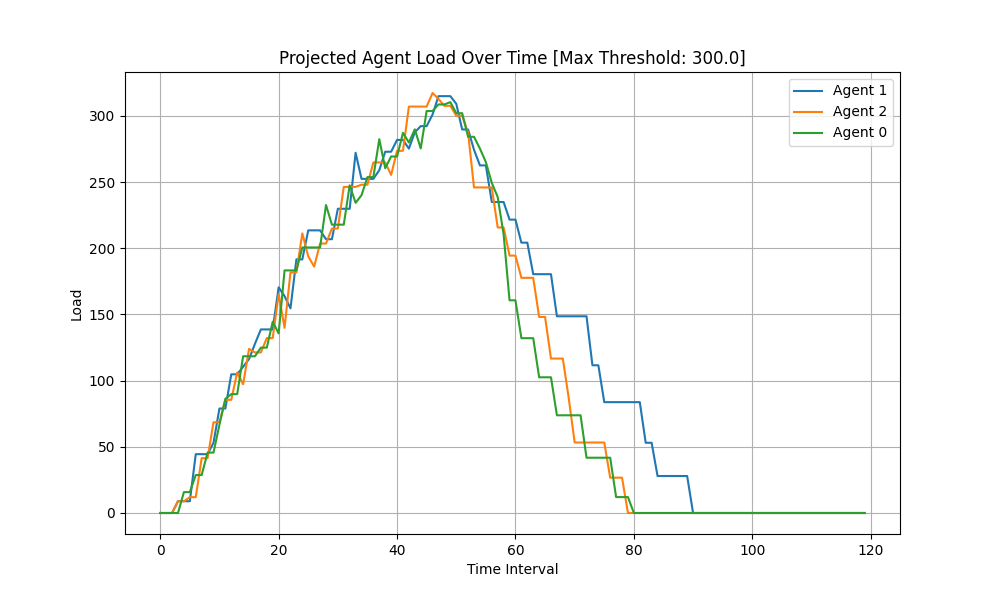 Projected Agent Load Over Time [Max Threshold: 300.0]
Agent 1
Agent 2
Agent 0
Load
300
250
200
150
100
50
0
0 20 40 60 80 100 120
Time Interval